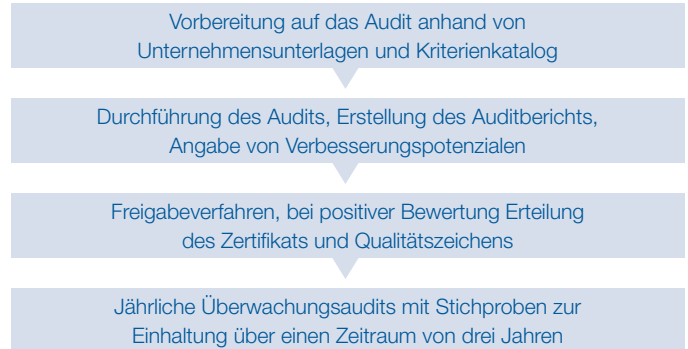 Vorbereitung auf das Audit anhand von
Unternehmensunterlagen und Kriterienkatalog
Durchführung des Audits, Erstellung des Auditberichts,
Angabe von Verbesserungspotenzialen
Freigabeverfahren, bei positiver Bewertung Erteilung
des Zertifikats und Qualitätszeichens
Jährliche Überwachungsaudits mit Stichproben zur
Einhaltung über einen Zeitraum von drei Jahren